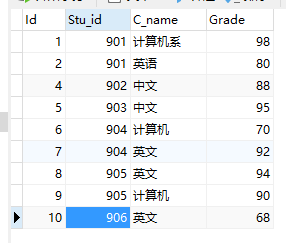 Id Stu_id C_name Grade
1 901 计算机系 98
1 901 英语 80
4 902 中文 88
5 903 中文 95
6 904 计算机 70
7 904 英文 92
8 905 英文 94
9 905 计算机 90
10 906 英文 68